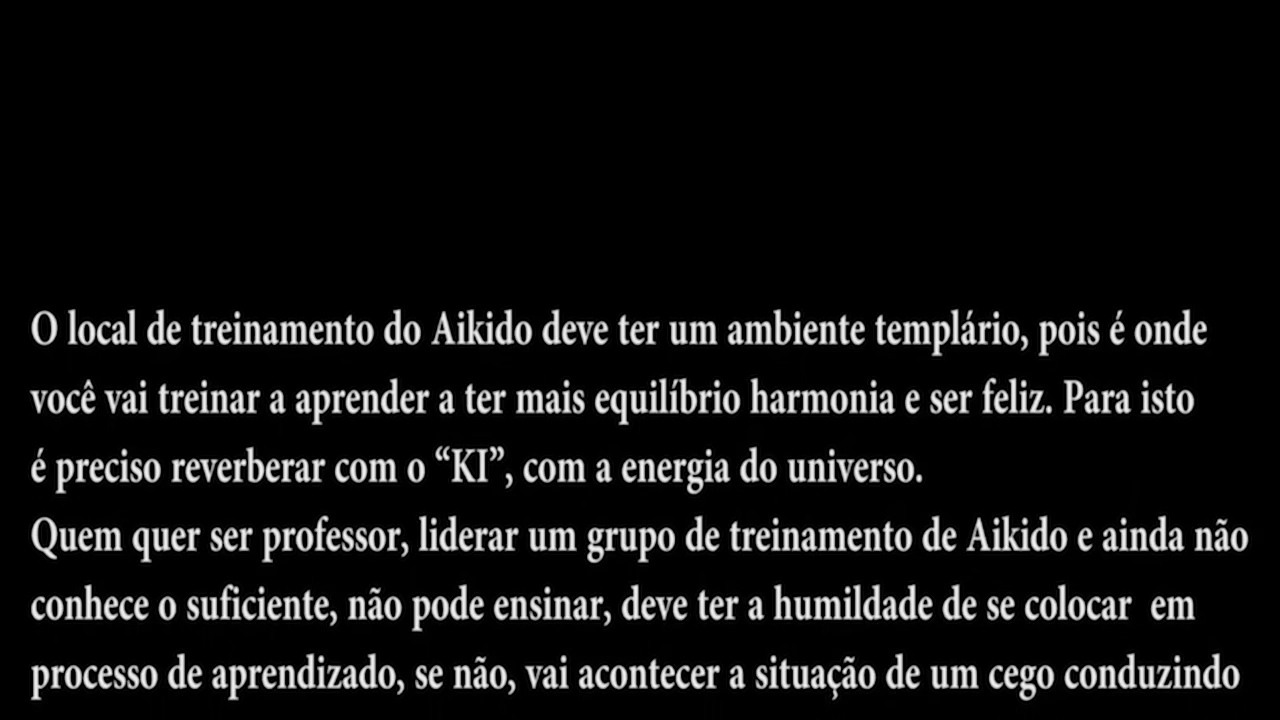 O local de treinamento do Aikido deve ter um ambiente templário, pois é onde
você vai treinar a aprender a ter mais equilíbrio harmonia e ser feliz. Para isto
é preciso reverberar com o “KI”, com a energia do universo.
Quem quer ser professor, liderar um grupo de treinamento de Aikido e ainda não
conhece o suficiente, não pode ensinar, deve ter a humildade de se colocar  em
processo de aprendizado, se não, vai acontecer a situação de um cego conduzindo